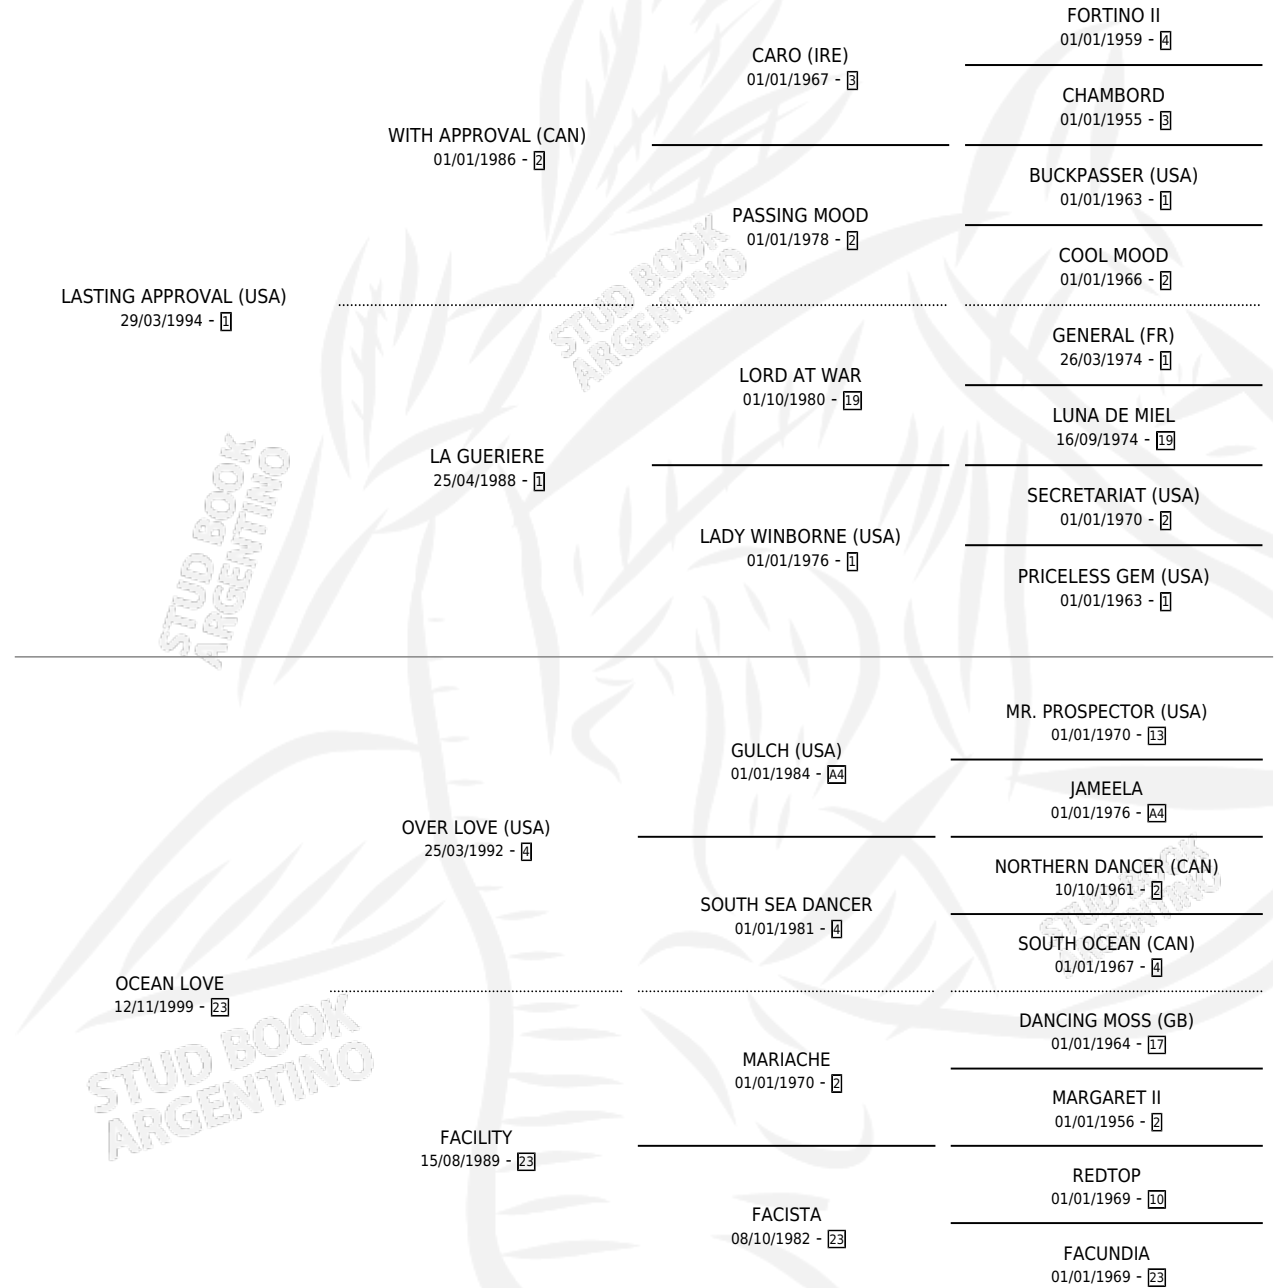 FORTINO II
01/01/1959 - 4
CARO (IRE)
01/01/1967 - 3
CHAMBORD
01/01/1955 - 3
WITH APPROVAL (CAN)
01/01/1986 - 2
BUCKPASSER (USA)
01/01/1963 - 1
PASSING MOOD
01/01/1978 - 2
COOL MOOD
01/01/1966 - 2
LASTING APPROVAL (USA)
29/03/1994 - 1
STUD BOOK
ARGENTINO
GENERAL (FR)
26/03/1974 - 1
LORD AT WAR
01/10/1980 - 19
LUNA DE MIEL
16/09/1974 - 19
LA GUERIERE
25/04/1988 - 1
SECRETARIAT (USA)
01/01/1970 - 2
LADY WINBORNE (USA)
01/01/1976 - 1
PRICELESS GEM (USA)
01/01/1963 - 1
STUD BOOK
ARGENTINO
MR. PROSPECTOR (USA)
01/01/1970 - 13
GULCH (USA)
01/01/1984 - A4
JAMEELA
01/01/1976 - A4
OVER LOVE (USA)
25/03/1992 - 4
NORTHERN DANCER (CAN)
10/10/1961 - 2
SOUTH SEA DANCER
01/01/1981 - 4
SOUTH OCEAN (CAN)
01/01/1967 - 4
STUD BOOK
ARGENTINO
OCEAN LOVE
12/11/1999 - 23
DANCING MOSS (GB)
01/01/1964 - 17
MARIACHE
01/01/1970 - 2
MARGARET II
01/01/1956 - 2
STUD BOOK
ARGENTINO
FACILITY
15/08/1989 - 23
REDTOP
01/01/1969 - 10
FACISTA
08/10/1982 - 23
FACUNDIA
01/01/1969 - 23